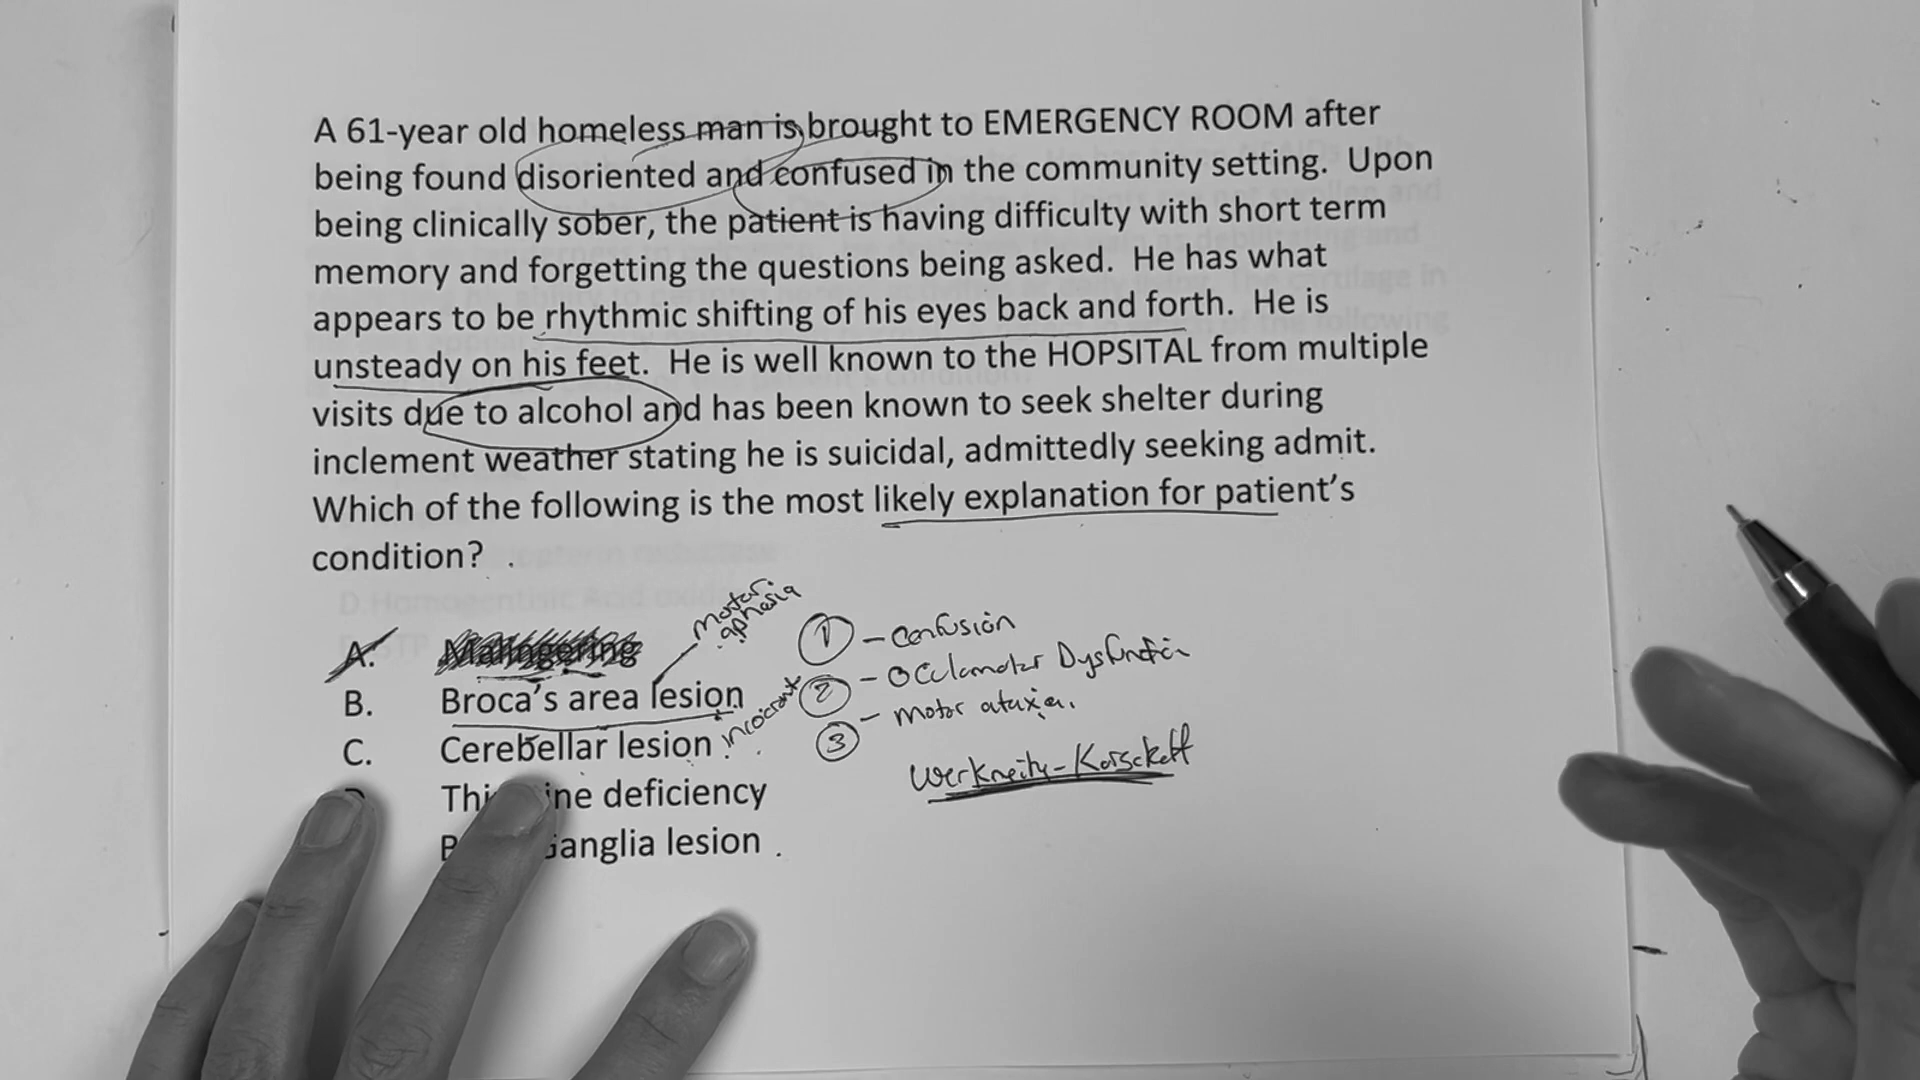 A 61-year old homeless man is brought to EMERGENCY ROOM after
being found disoriented and confused in the community setting. Upon
being clinically sober, the patient is having difficulty with short term
memory and forgetting the questions being asked. He has what
appears to be rhythmic shifting of his eyes back and forth. He is
unsteady on his feet. He is well known to the HOPSITAL from multiple
visits due to alcohol and has been known to seek shelter during
inclement weather stating he is suicidal, admittedly seeking admit.
Which of the following is the most likely explanation for patient's
condition?
A. Malingering
B. Broca's area lesion
motor
aphasia
C. Cerebellar lesion
deficiency
lesion
1 - Confusion
2 - Oculomotor Dysfunction
3 - motor ataxia.